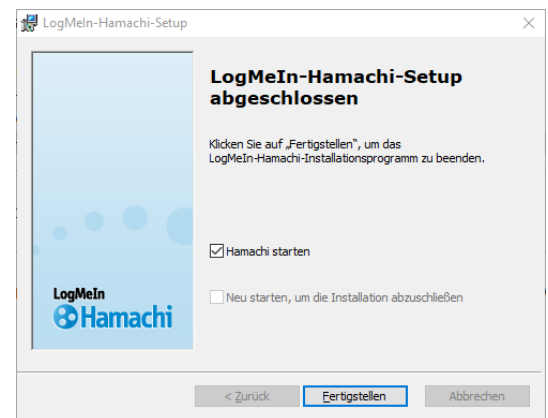 LogMeIn-Hamachi-Setup
LogMeIn-Hamachi-Setup
abgeschlossen
Klicken Sie auf „Fertigstellen“, um das
LogMeIn-Hamachi-Installationsprogramm zu beenden.
Hamachi starten
Neu starten, um die Installation abzuschließen
LogMeIn
Hamachi
< Zurück
Fertigstellen
Abbrechen